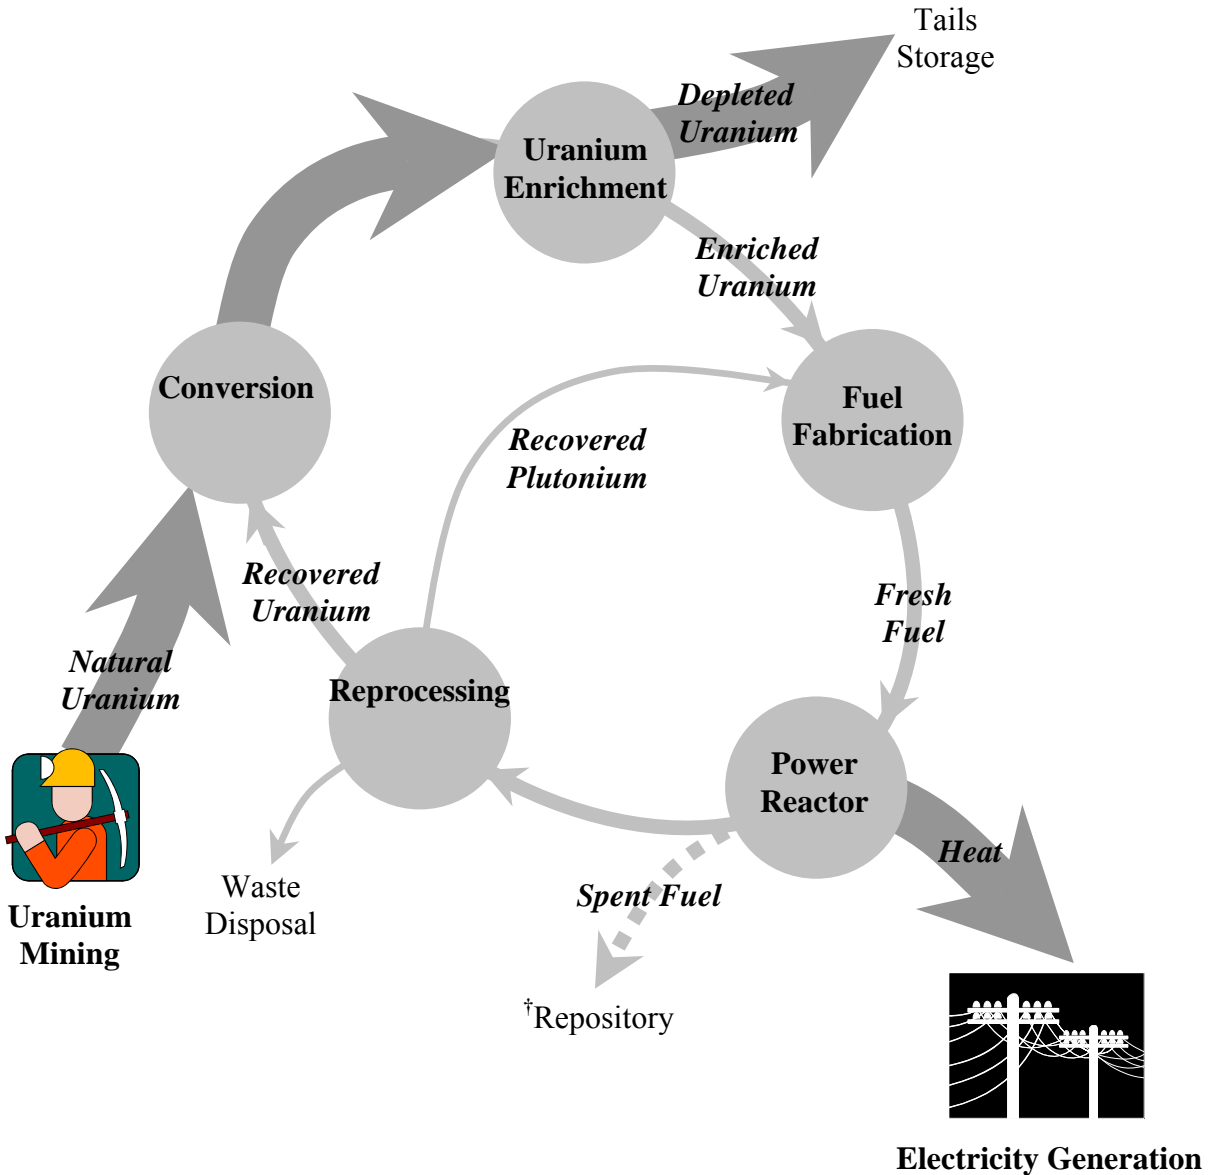 Tails
Storage
Depleted
Uranium
Uranium
Enrichment
Enriched
Uranium
Conversion
Fuel
Fabrication
Recovered
Plutonium
Recovered
Uranium
Fresh
Fuel
Natural
Uranium
Reprocessing
Power
Reactor
Heat
Waste
Disposal
Spent Fuel
Uranium
Mining
†Repository
Electricity Generation